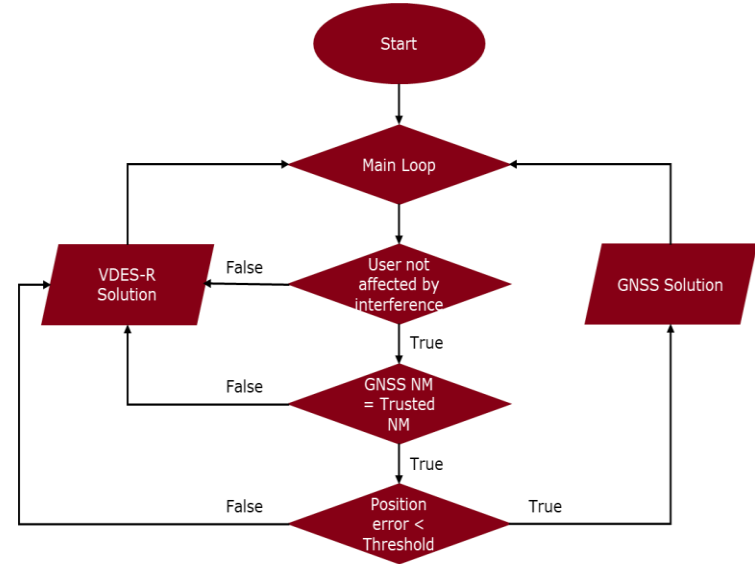 Start
Main Loop
VDES-R
Solution
False
User not
affected by
interference
GNSS Solution
True
False
GNSS NM
= Trusted
NM
True
False
Position
error <
Threshold
True